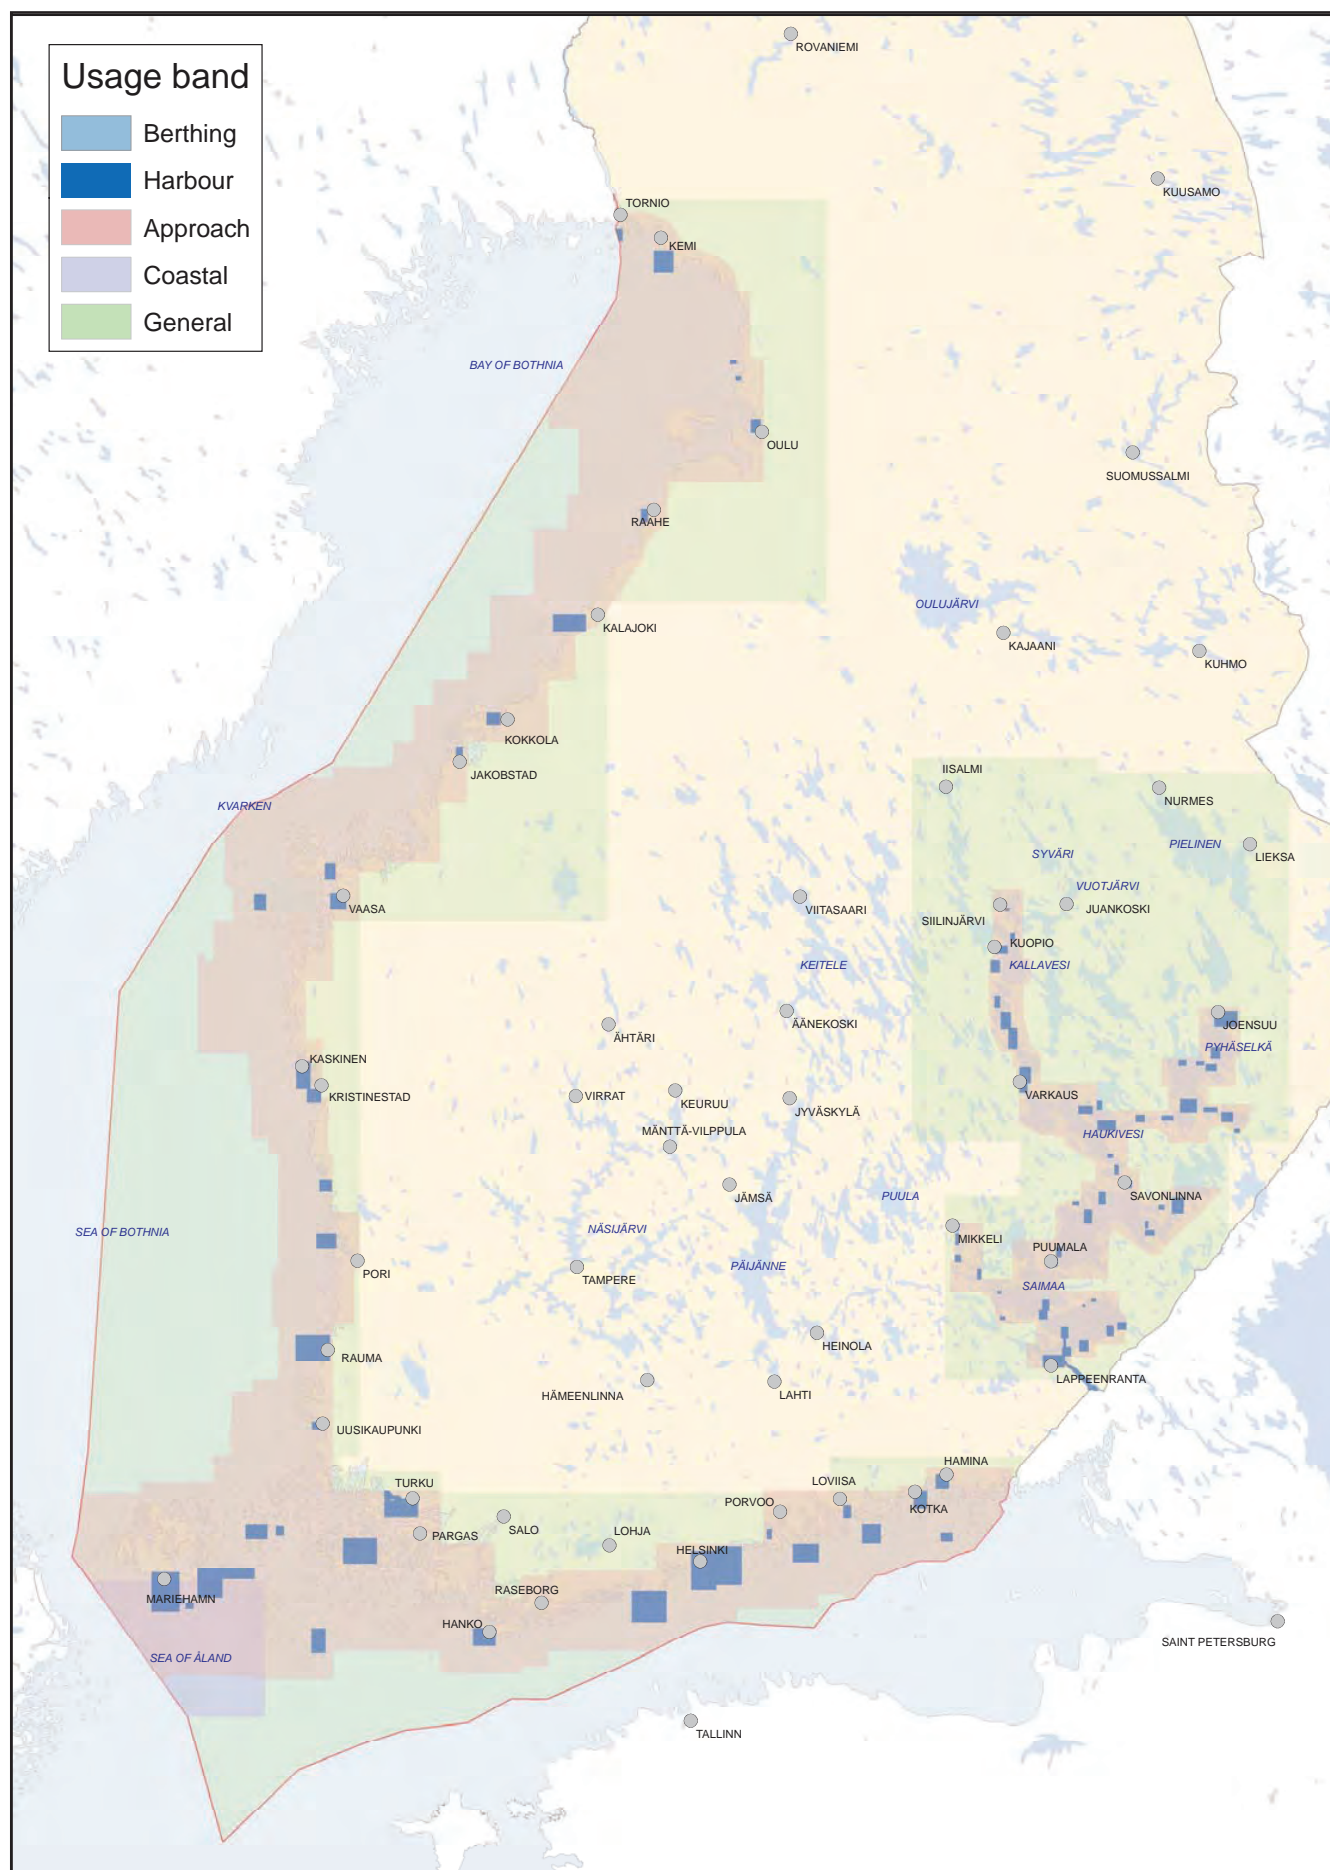 Usage band
Berthing
Harbour
Approach
Coastal
General
ROVANIEMI
KUUSAMO
TORNIO
KEMI
BAY OF BOTHNIA
OULU
SUOMUSSALMI
RAAHE
OULUJÄRVI
KALAJOKI
KAJAANI
KUHMO
KOKKOLA
JAKOBSTAD
IISALMI
NURMES
KVARKEN
SYVÄRI
PIELINEN
LIEKSA
VUOTJÄRVI
VAASA
VIITASAARI
SIILINJÄRVI
JUANKOSKI
KUOPIO
KEITELE
KALLAVESI
ÄÄNEKOSKI
JOENSUU
ÄHTÄRI
PYHÄSELKÄ
KASKINEN
KRISTINESTAD
VIRRAT
KEURUU
JYVÄSKYLÄ
VARKAUS
MÄNTTÄ-VILPPULA
HAUKIVESI
JÄMSÄ
PUULA
SAVONLINNA
SEA OF BOTHNIA
NÄSIJÄRVI
MIKKELI
PUUMALA
PORI
TAMPERE
PÄIJÄNNE
SAIMAA
HEINOLA
RAUMA
LAPPEENRANTA
HÄMEENLINNA
LAHTI
UUSIKAUPUNKI
HAMINA
TURKU
LOVIISA
PORVOO
KOTKA
SALO
PARGAS
LOHJA
HELSINKI
MARIEHAMN
RASEBORG
HANKO
SAINT PETERSBURG
SEA OF ÅLAND
TALLINN